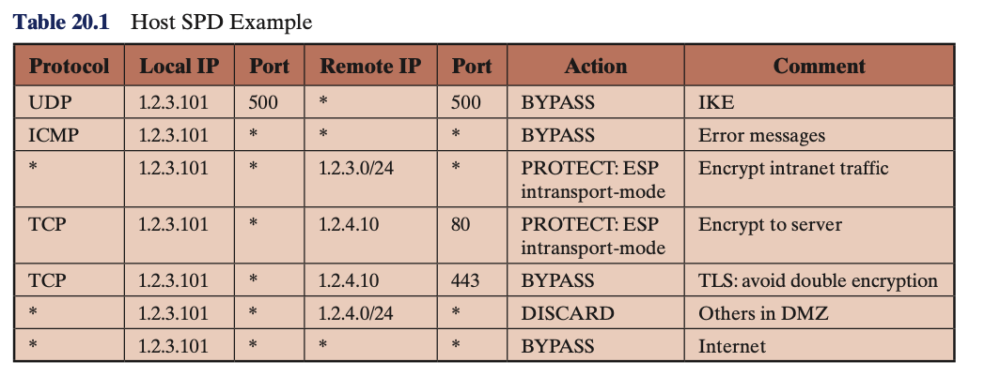 Table 20.1 Host SPD Example
Protocol Local IP Port Remote IP Port Action Comment
UDP 1.2.3.101 500 * 500 BYPASS IKE
ICMP 1.2.3.101 * * * BYPASS Error messages
* 1.2.3.101 * 1.2.3.0/24 * PROTECT: ESP Encrypt intranet traffic
intransport-mode
TCP 1.2.3.101 * 1.2.4.10 80 PROTECT: ESP Encrypt to server
intransport-mode
TCP 1.2.3.101 * 1.2.4.10 443 BYPASS TLS: avoid double encryption
* 1.2.3.101 * 1.2.4.0/24 * DISCARD Others in DMZ
* 1.2.3.101 * * * BYPASS Internet